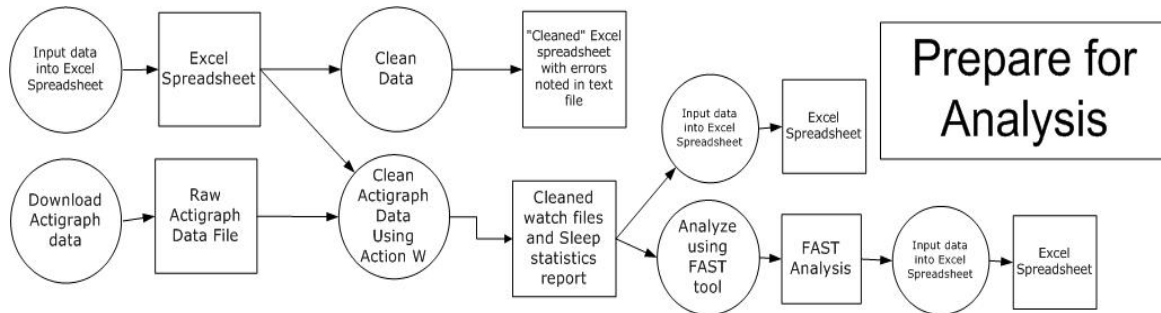 Input data
into Excel
Spreadsheet
Excel
Spreadsheet
Clean
Data
"Cleaned" Excel
spreadsheet
with errors
noted in text
file
Prepare for
Analysis
Input data
into Excel
Spreadsheet
Excel
Spreadsheet
Download
Actigraph
data
Raw
Actigraph
Data File
Clean
Actigraph
Data
Using
Action W
Cleaned
watch files
and Sleep
statistics
report
Analyze
using
FAST
tool
FAST
Analysis
Input data
into Excel
Spreadsheet
Excel
Spreadsheet